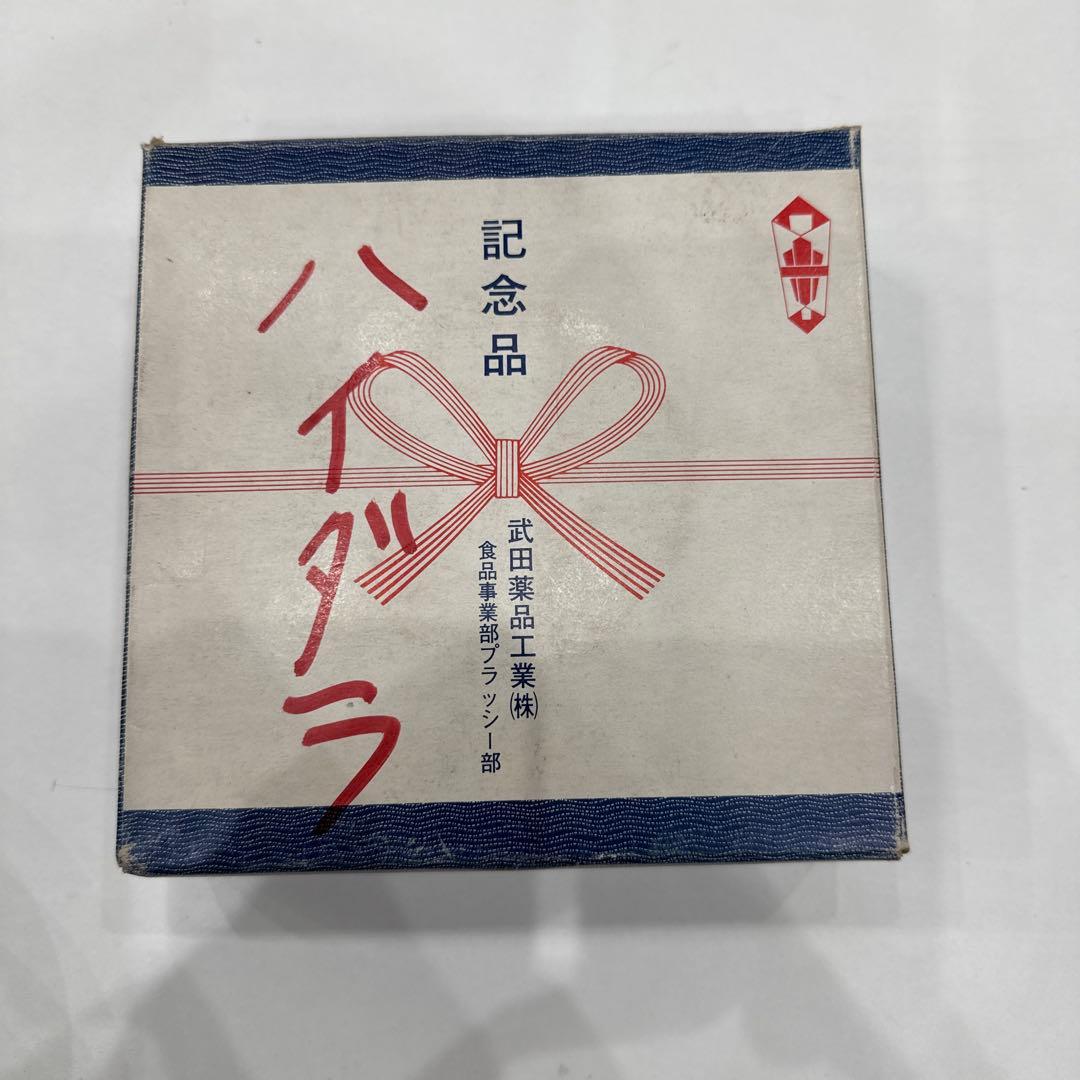 記念品
武田薬品工業㈱
食品事業部プラッシー部
ハイダラ